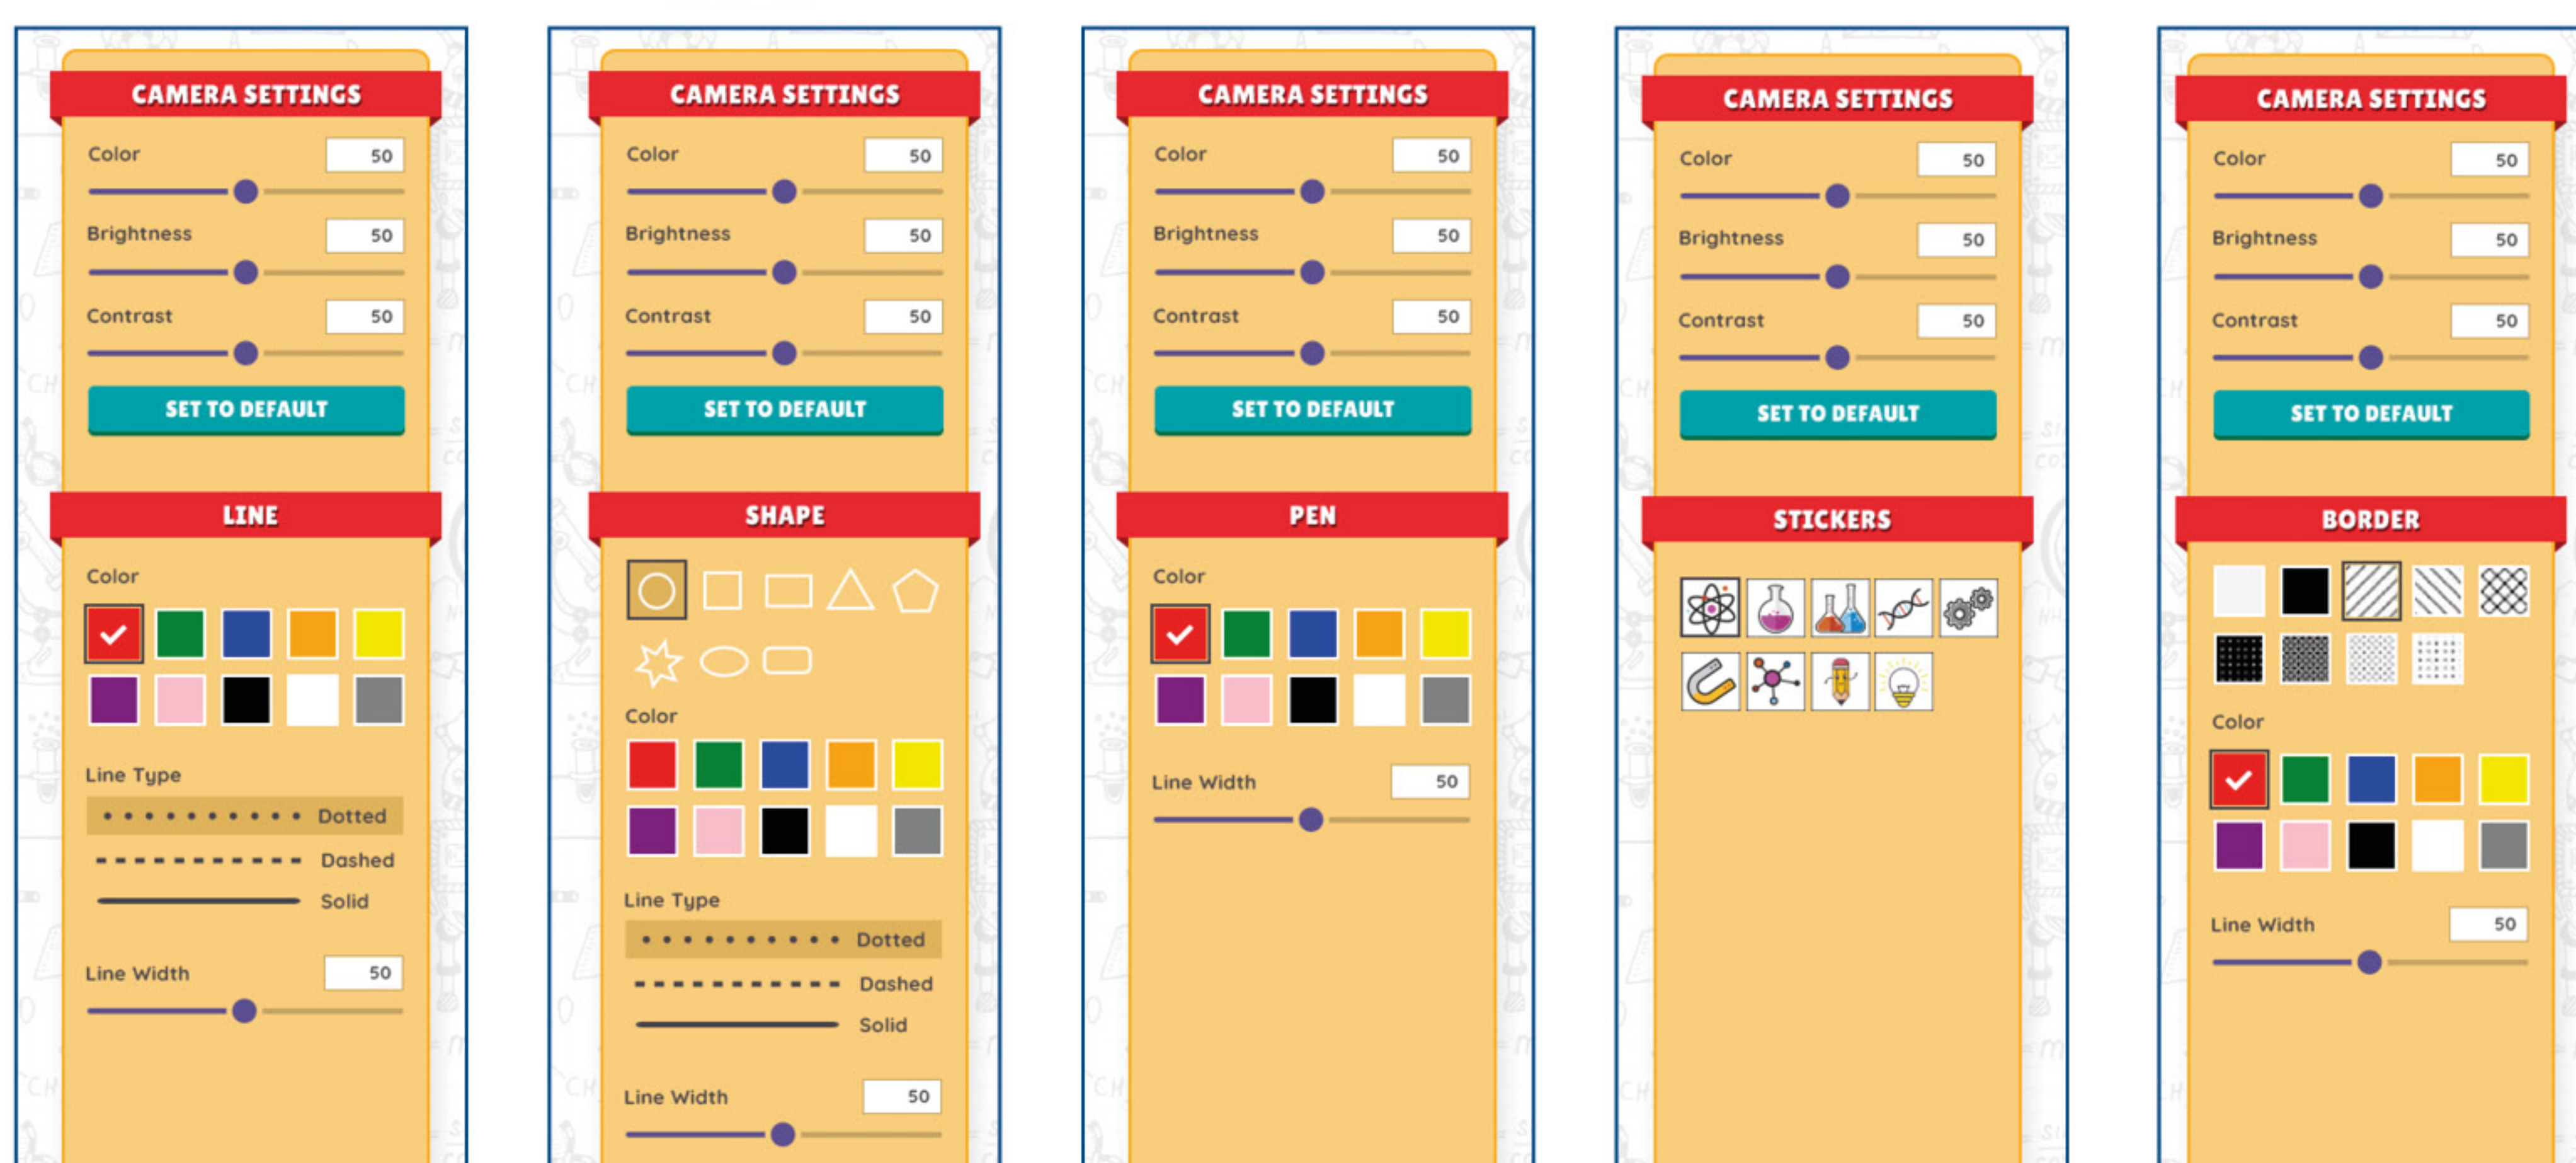 CAMERA SETTINGS
Color 50
Brightness 50
Contrast 50
SET TO DEFAULT
LINE
Color
Line Type
Dotted
Dashed
Solid
Line Width 50
CAMERA SETTINGS
Color 50
Brightness 50
Contrast 50
SET TO DEFAULT
SHAPE
Color
Line Type
Dotted
Dashed
Solid
Line Width 50
CAMERA SETTINGS
Color 50
Brightness 50
Contrast 50
SET TO DEFAULT
PEN
Color
Line Width 50
CAMERA SETTINGS
Color 50
Brightness 50
Contrast 50
SET TO DEFAULT
STICKERS
CAMERA SETTINGS
Color 50
Brightness 50
Contrast 50
SET TO DEFAULT
BORDER
Color
Line Width 50